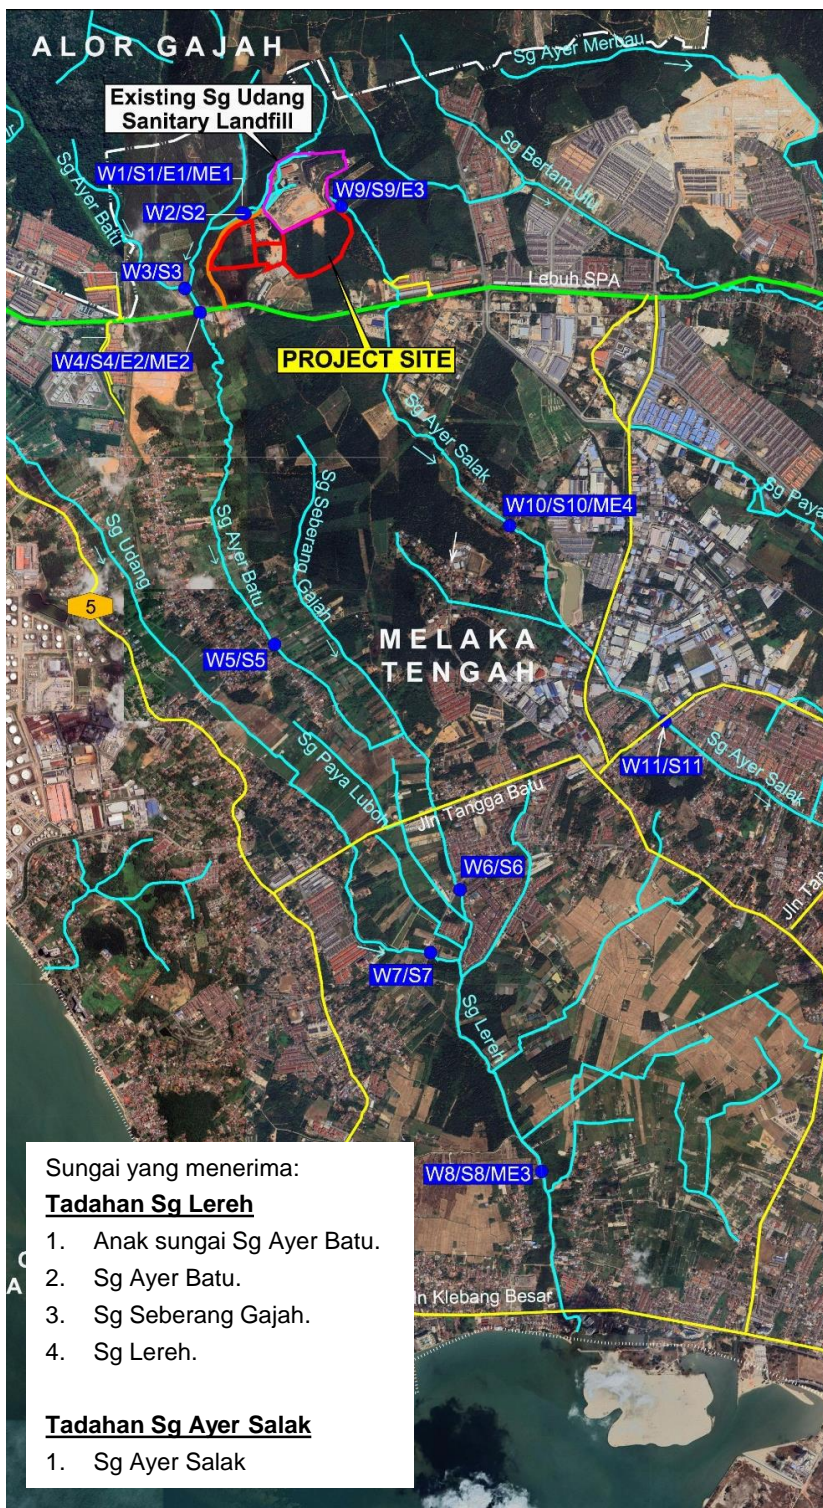 ALOR GAJAH
Sg Ayer Merbau
Existing Sg Udang
Sanitary Landfill
Sg Bertam Ulu
Sg Ayer Batu
W1/S1/E1/ME1
W9/S9/E3
W2/S2
W3/S3
Lebuh SPA
W4/S4/E2/ME2
PROJECT SITE
Sg Ayer Salak
Sg Paya
Sg Seberang Gajah
W10/S10/ME4
Sg Udang
Sg Ayer Batu
5
MELAKA
TENGAH
W5/S5
Sg Paya Luboh
W11/S11
Sg Ayer Salak
Jln Tangga Batu
W6/S6
Jln Tan
W7/S7
Sg Lereh
W8/S8/ME3
Sungai yang menerima:
Tadahan Sg Lereh
1. Anak sungai Sg Ayer Batu.
2. Sg Ayer Batu.
3. Sg Seberang Gajah.
4. Sg Lereh.
Tadahan Sg Ayer Salak
1. Sg Ayer Salak
ln Klebang Besar